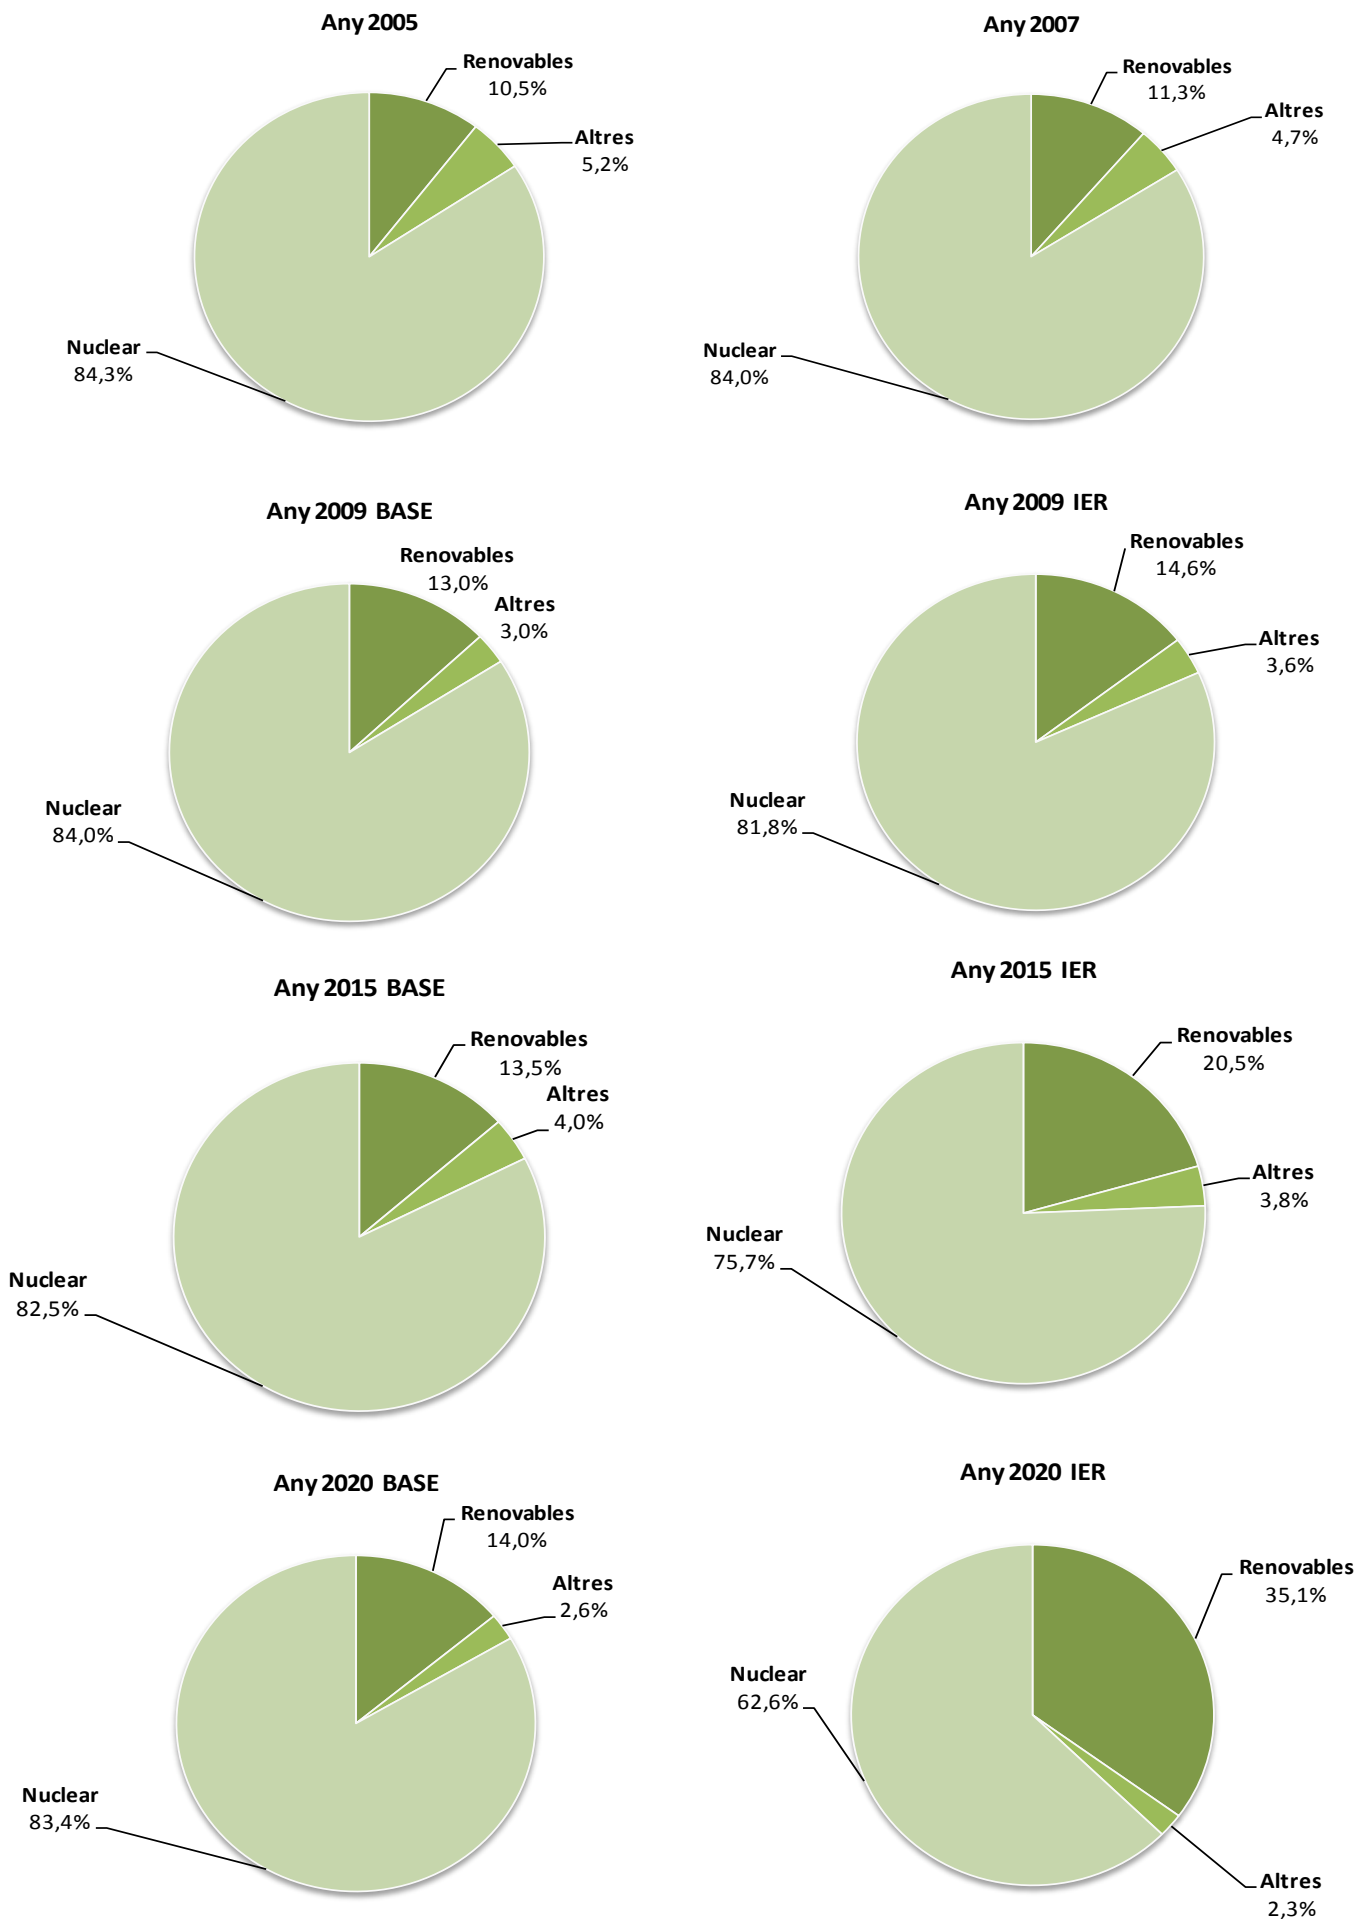 Any 2005
Renovables
10,5%
Altres
5,2%
Nuclear
84,3%
Any 2007
Renovables
11,3%
Altres
4,7%
Nuclear
84,0%
Any 2009 BASE
Renovables
13,0%
Altres
3,0%
Nuclear
84,0%
Any 2009 IER
Renovables
14,6%
Altres
3,6%
Nuclear
81,8%
Any 2015 BASE
Renovables
13,5%
Altres
4,0%
Nuclear
82,5%
Any 2015 IER
Renovables
20,5%
Altres
3,8%
Nuclear
75,7%
Any 2020 BASE
Renovables
14,0%
Altres
2,6%
Nuclear
83,4%
Any 2020 IER
Renovables
35,1%
Nuclear
62,6%
Altres
2,3%